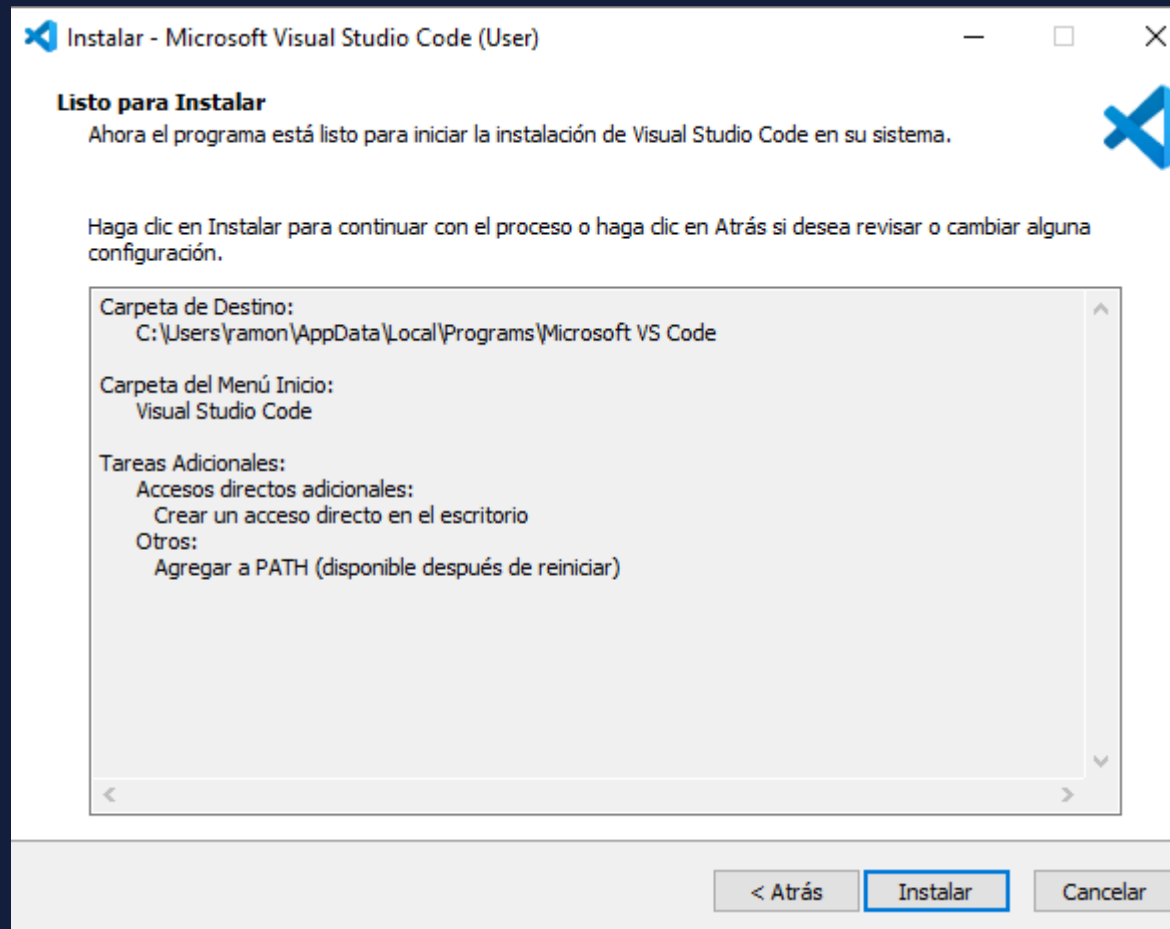 Instalar - Microsoft Visual Studio Code (User)
Listo para Instalar
Ahora el programa está listo para iniciar la instalación de Visual Studio Code en su sistema.
Haga clic en Instalar para continuar con el proceso o haga clic en Atrás si desea revisar o cambiar alguna
configuración.
Carpeta de Destino:
C:\Users\ramon\AppData\Local\Programs\Microsoft VS Code
Carpeta del Menú Inicio:
Visual Studio Code
Tareas Adicionales:
Accesos directos adicionales:
Crear un acceso directo en el escritorio
Otros:
Agregar a PATH (disponible después de reiniciar)
< Atrás
Instalar
Cancelar